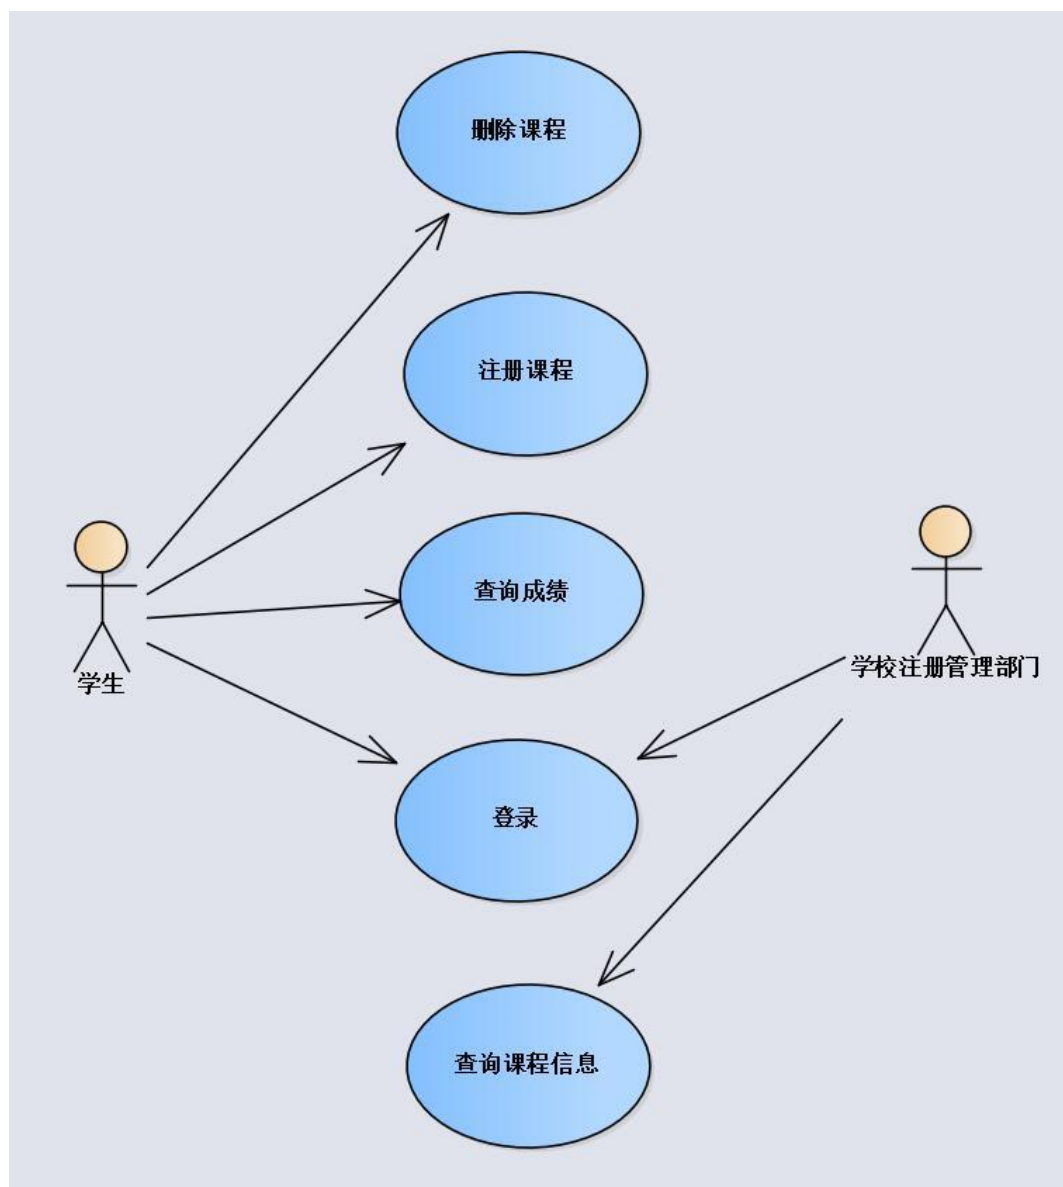 删除课程
注册课程
查询成绩
学生
学校注册管理部门
登录
查询课程信息